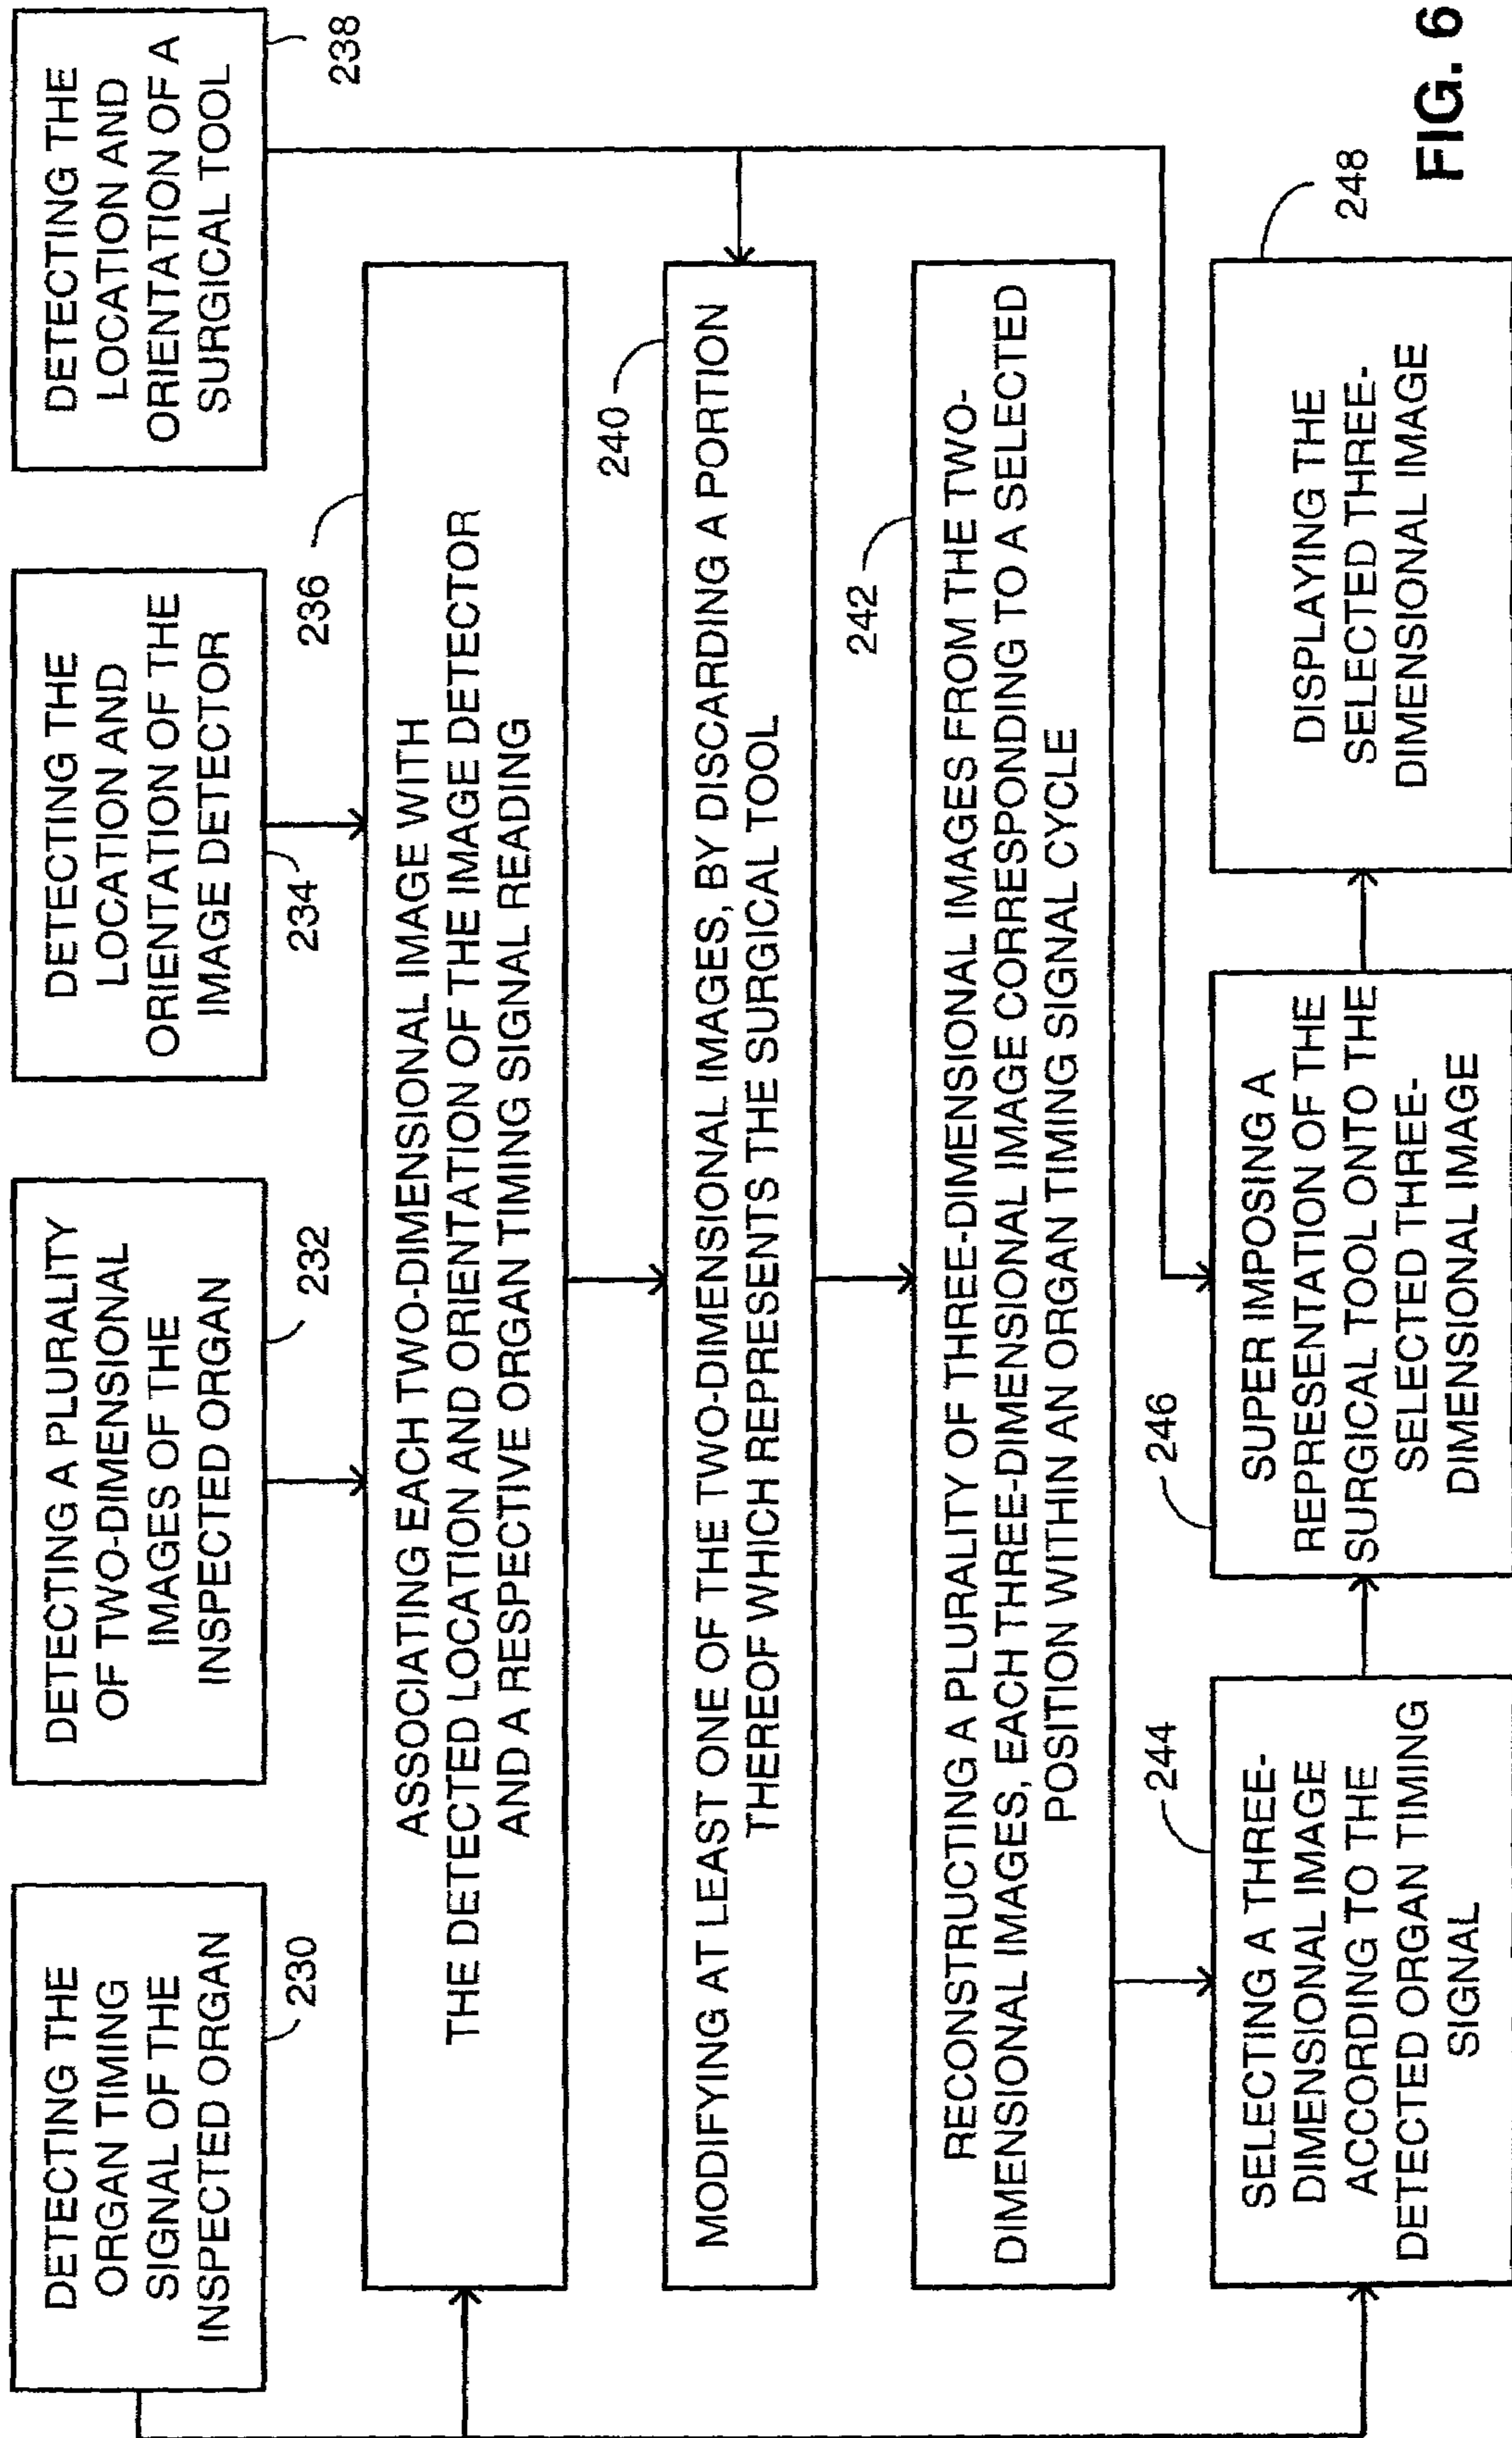 DETECTING THE
ORGAN TIMING
SIGNAL OF THE
INSPECTED ORGAN
230
DETECTING A PLURALITY
OF TWO-DIMENSIONAL
IMAGES OF THE
INSPECTED ORGAN
232
DETECTING THE
LOCATION AND
ORIENTATION OF THE
IMAGE DETECTOR
234
DETECTING THE
LOCATION AND
ORIENTATION OF A
SURGICAL TOOL
238
236
ASSOCIATING EACH TWO-DIMENSIONAL IMAGE WITH
THE DETECTED LOCATION AND ORIENTATION OF THE IMAGE DETECTOR
AND A RESPECTIVE ORGAN TIMING SIGNAL READING
240
MODIFYING AT LEAST ONE OF THE TWO-DIMENSIONAL IMAGES, BY DISCARDING A PORTION
THEREOF WHICH REPRESENTS THE SURGICAL TOOL
242
RECONSTRUCTING A PLURALITY OF THREE-DIMENSIONAL IMAGES FROM THE TWO-
DIMENSIONAL IMAGES, EACH THREE-DIMENSIONAL IMAGE CORRESPONDING TO A SELECTED
POSITION WITHIN AN ORGAN TIMING SIGNAL CYCLE
244
SELECTING A THREE-
DIMENSIONAL IMAGE
ACCORDING TO THE
DETECTED ORGAN TIMING
SIGNAL
246
SUPER IMPOSING A
REPRESENTATION OF THE
SURGICAL TOOL ONTO THE
SELECTED THREE-
DIMENSIONAL IMAGE
248
DISPLAYING THE
SELECTED THREE-
DIMENSIONAL IMAGE
FIG. 6